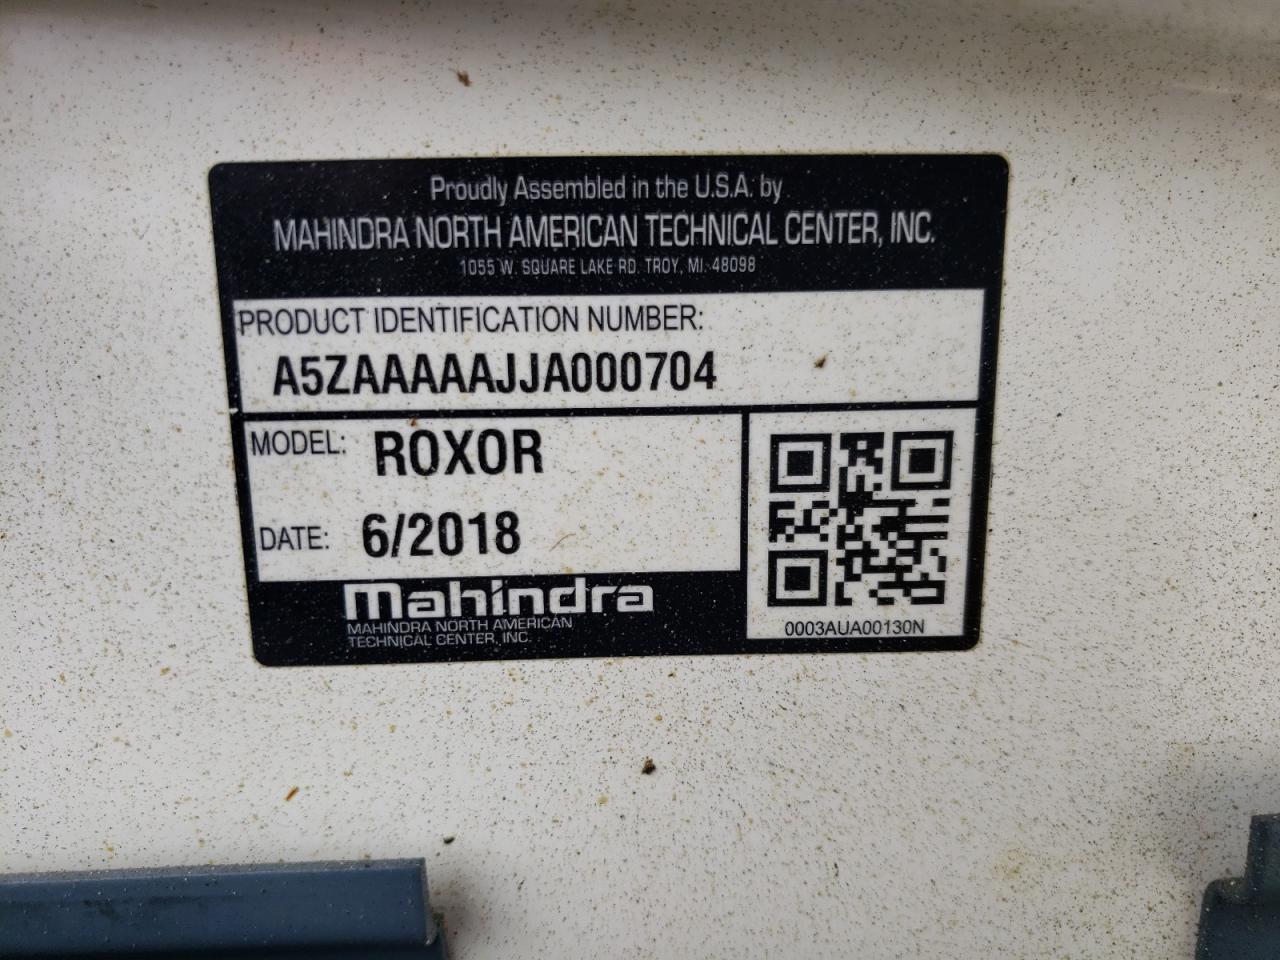 Proudly Assembled in the U.S.A. by
MAHINDRA NORTH AMERICAN TECHNICAL CENTER, INC.
1055 W. SQUARE LAKE RD. TROY, MI. 48098
PRODUCT IDENTIFICATION NUMBER:
A5ZAAAAAAJJA000704
MODEL: ROXOR
DATE: 6/2018
Mahindra
MAHINDRA NORTH AMERICAN
TECHNICAL CENTER, INC.
0003AUA00130N